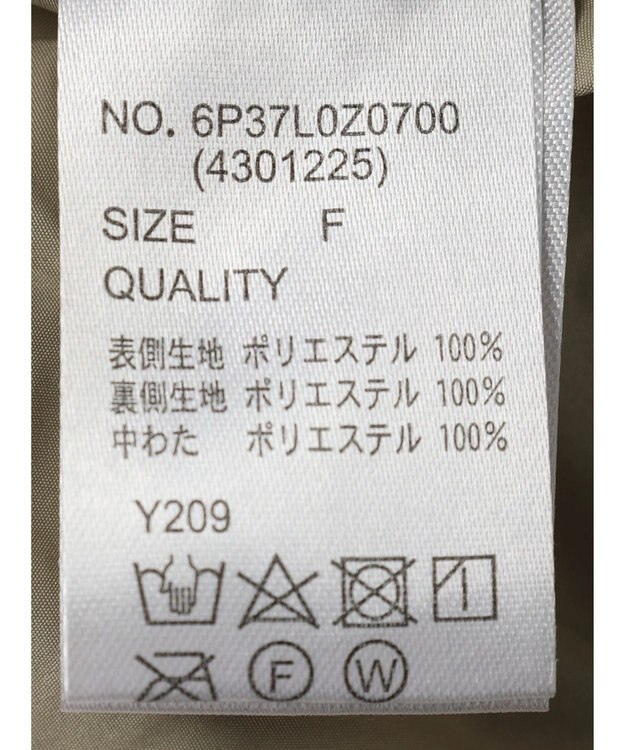 NO. 6P37L0Z0700
(4301225)
SIZE F
QUALITY
表側生地 ポリエステル 100%
裏側生地 ポリエステル 100%
中わた ポリエステル 100%
Y209
F W